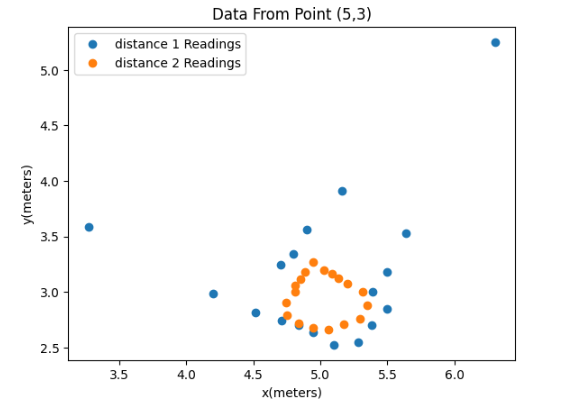 Data From Point (5,3)
distance 1 Readings
distance 2 Readings
5.0
4.5
4.0
3.5
3.0
2.5
y(meters)
3.5 4.0 4.5 5.0 5.5 6.0
x(meters)